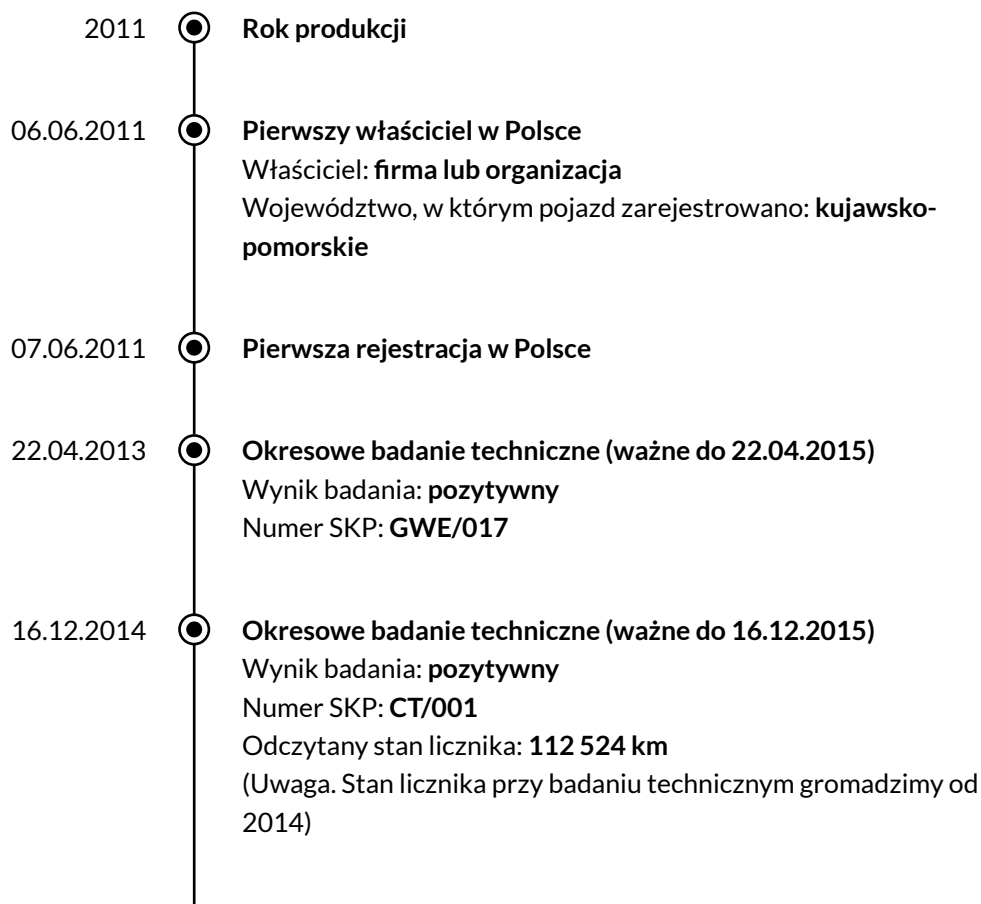 2011 Rok produkcji
06.06.2011 Pierwszy właściciel w Polsce
Właściciel: firma lub organizacja
Województwo, w którym pojazd zarejestrowano: kujawsko-
pomorskie
07.06.2011 Pierwsza rejestracja w Polsce
22.04.2013 Okresowe badanie techniczne (ważne do 22.04.2015)
Wynik badania: pozytywny
Numer SKP: GWE/017
16.12.2014 Okresowe badanie techniczne (ważne do 16.12.2015)
Wynik badania: pozytywny
Numer SKP: CT/001
Odczytany stan licznika: 112 524 km
(Uwaga. Stan licznika przy badaniu technicznym gromadzimy od
2014)